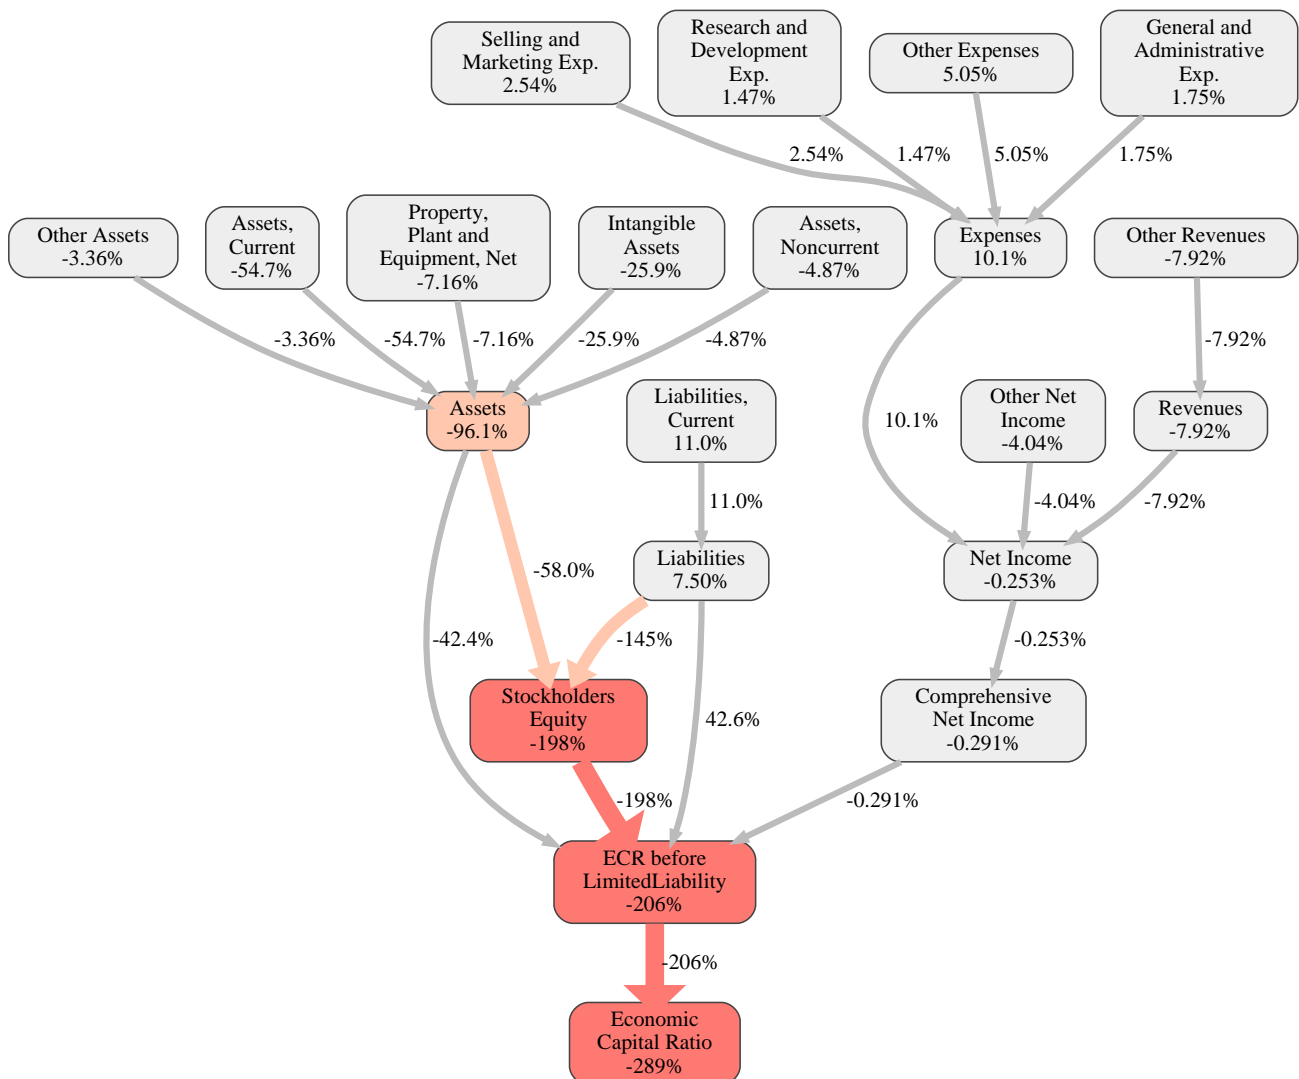 Selling and
Marketing Exp.
2.54%
Research and
Development
Exp.
1.47%
Other Expenses
5.05%
General and
Administrative
Exp.
1.75%
2.54%
1.47%
5.05%
1.75%
Other Assets
-3.36%
Assets,
Current
-54.7%
Property,
Plant and
Equipment, Net
-7.16%
Intangible
Assets
-25.9%
Assets,
Noncurrent
-4.87%
Expenses
10.1%
Other Revenues
-7.92%
-3.36%
-54.7%
-7.16%
-25.9%
-4.87%
-7.92%
Assets
-96.1%
Liabilities,
Current
11.0%
10.1%
Other Net
Income
-4.04%
Revenues
-7.92%
11.0%
-4.04%
-7.92%
-58.0%
Liabilities
7.50%
Net Income
-0.253%
-42.4%
-145%
-0.253%
Stockholders
Equity
-198%
42.6%
Comprehensive
Net Income
-0.291%
-198%
-0.291%
ECR before
LimitedLiability
-206%
-206%
Economic
Capital Ratio
-289%